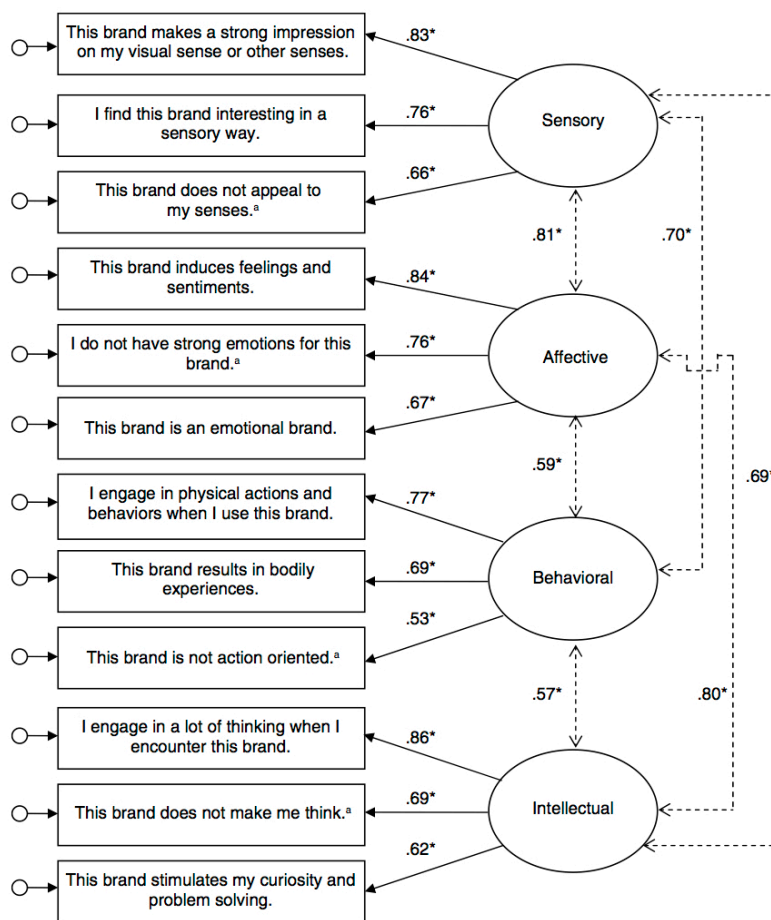 This brand makes a strong impression
on my visual sense or other senses.
.83*
I find this brand interesting in a
sensory way.
.76*
Sensory
This brand does not appeal to
my senses.ª
.66*
.81*
.70*
This brand induces feelings and
sentiments.
.84*
I do not have strong emotions for this
brand.ª
.76*
Affective
This brand is an emotional brand.
.67*
.59*
.69*
I engage in physical actions and
behaviors when I use this brand.
.77*
This brand results in bodily
experiences.
.69*
Behavioral
.53*
This brand is not action oriented.ª
.57*
.80*
I engage in a lot of thinking when I
encounter this brand.
.86*
This brand does not make me think.ª
.69*
Intellectual
.62*
This brand stimulates my curiosity and
problem solving.